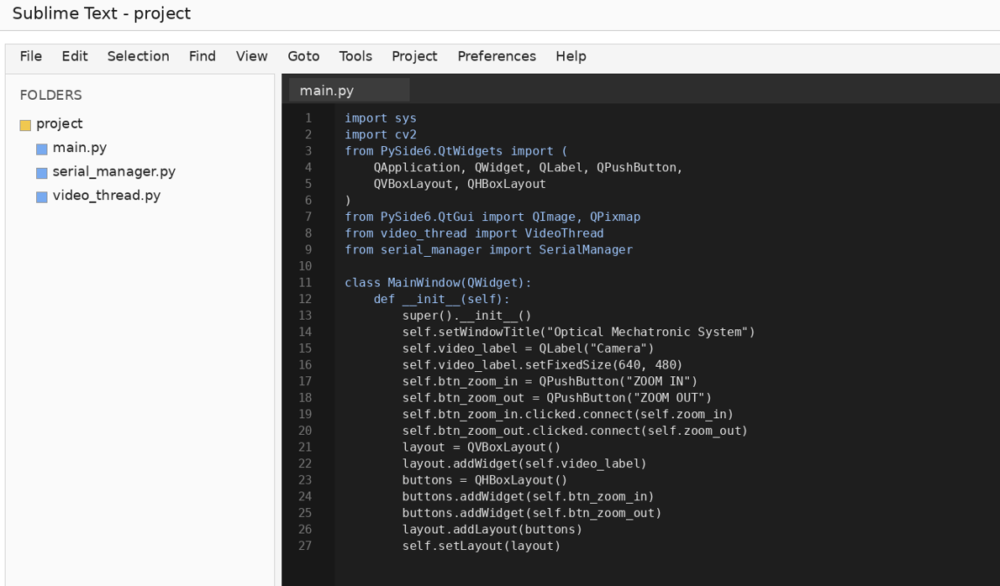 Sublime Text - project
File Edit Selection Find View Goto Tools Project Preferences Help
FOLDERS
project
main.py
serial_manager.py
video_thread.py
main.py
1 import sys
2 import cv2
3 from PySide6.QtWidgets import (
4     QApplication, QWidget, QLabel, QPushButton,
5     QVBoxLayout, QHBoxLayout
6 )
7 from PySide6.QtGui import QImage, QPixmap
8 from video_thread import VideoThread
9 from serial_manager import SerialManager
10
11 class MainWindow(QWidget):
12     def __init__(self):
13         super().__init__()
14         self.setWindowTitle("Optical Mechatronic System")
15         self.video_label = QLabel("Camera")
16         self.video_label.setFixedSize(640, 480)
17         self.btn_zoom_in = QPushButton("ZOOM IN")
18         self.btn_zoom_out = QPushButton("ZOOM OUT")
19         self.btn_zoom_in.clicked.connect(self.zoom_in)
20         self.btn_zoom_out.clicked.connect(self.zoom_out)
21         layout = QVBoxLayout()
22         layout.addWidget(self.video_label)
23         buttons = QHBoxLayout()
24         buttons.addWidget(self.btn_zoom_in)
25         buttons.addWidget(self.btn_zoom_out)
26         layout.addLayout(buttons)
27         self.setLayout(layout)